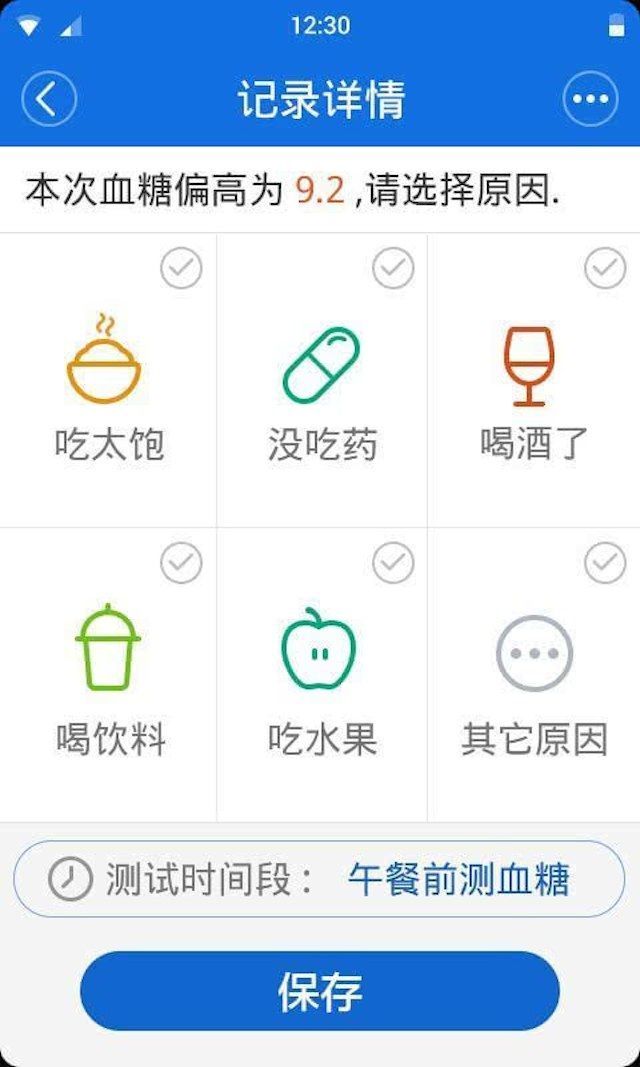 12:30
记录详情
本次血糖偏高为 9.2 ,请选择原因.
吃太饱
没吃药
喝酒了
喝饮料
吃水果
其它原因
测试时间段： 午餐前测血糖
保存